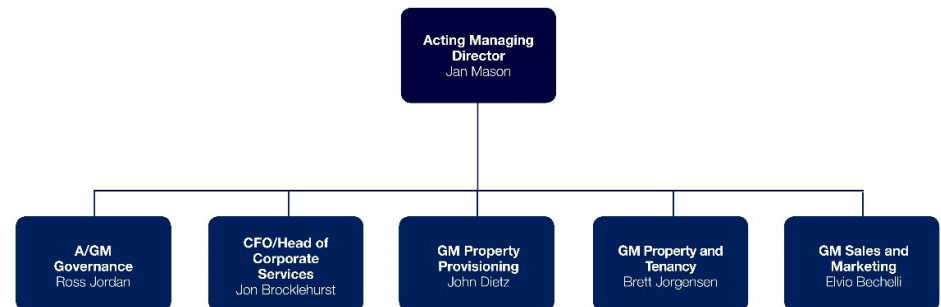 Acting Managing
Director
Jan Mason
A/GM
Governance
Ross Jordan
CFO/Head of
Corporate
Services
Jon Brocklehurst
GM Property
Provisioning
John Dietz
GM Property and
Tenancy
Brett Jorgensen
GM Sales and
Marketing
Elvio Bechelli